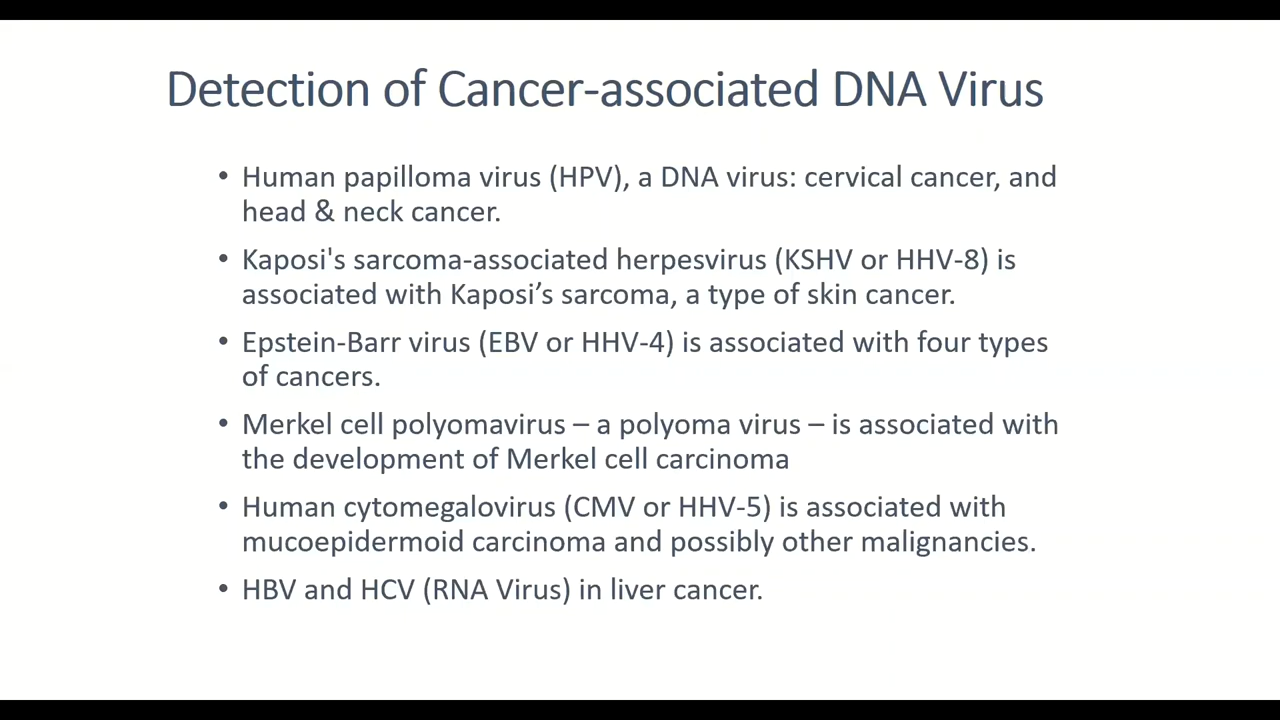 Detection of Cancer-associated DNA Virus
• Human papilloma virus (HPV), a DNA virus: cervical cancer, and
head & neck cancer.
• Kaposi's sarcoma-associated herpesvirus (KSHV or HHV-8) is
associated with Kaposi’s sarcoma, a type of skin cancer.
• Epstein-Barr virus (EBV or HHV-4) is associated with four types
of cancers.
• Merkel cell polyomavirus – a polyoma virus – is associated with
the development of Merkel cell carcinoma
• Human cytomegalovirus (CMV or HHV-5) is associated with
mucoepidermoid carcinoma and possibly other malignancies.
• HBV and HCV (RNA Virus) in liver cancer.